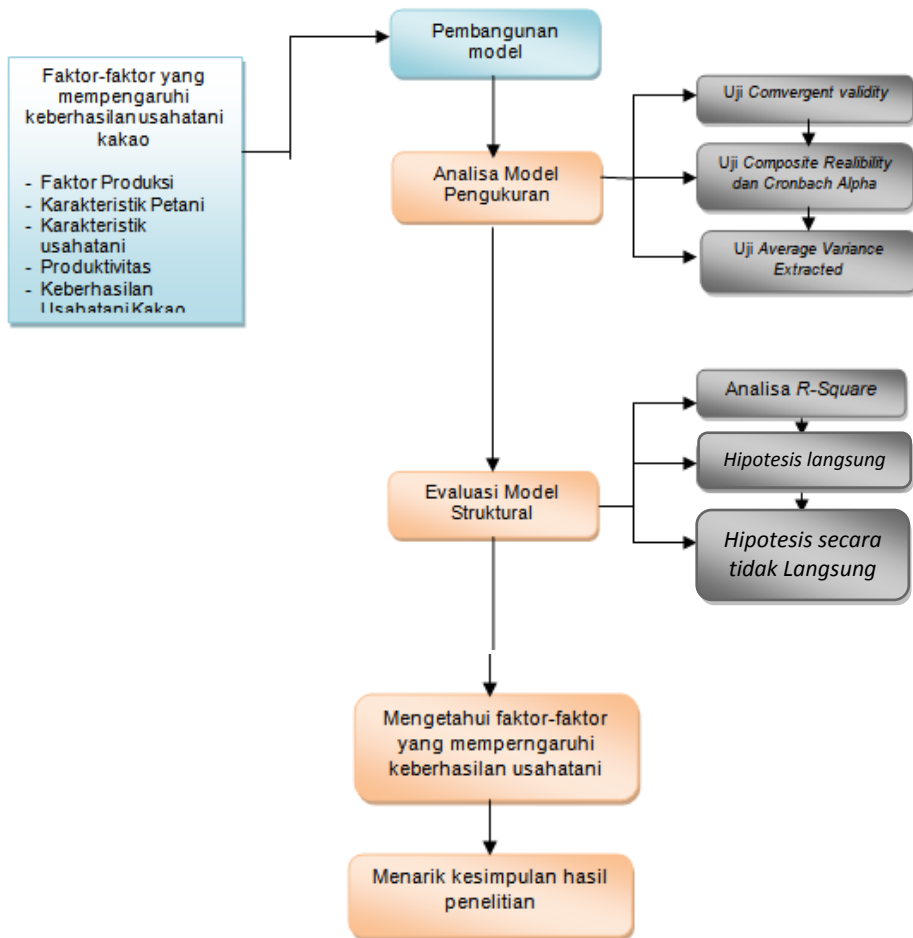 Pembangunan
model
Faktor-faktor yang
mempengaruhi
keberhasilan usahatani
kakao
- Faktor Produksi
- Karakteristik Petani
- Karakteristik
usahatani
- Produktivitas
- Keberhasilan
Usahatani Kakao
Analisa Model
Pengukuran
Uji Comvergent validity
Uji Composite Realibility
dan Cronbach Alpha
Uji Average Variance
Extracted
Evaluasi Model
Struktural
Analisa R-Square
Hipotesis langsung
Hipotesis secara
tidak Langsung
Mengetahui faktor-faktor
yang memperngaruhi
keberhasilan usahatani
Menarik kesimpulan hasil
penelitian